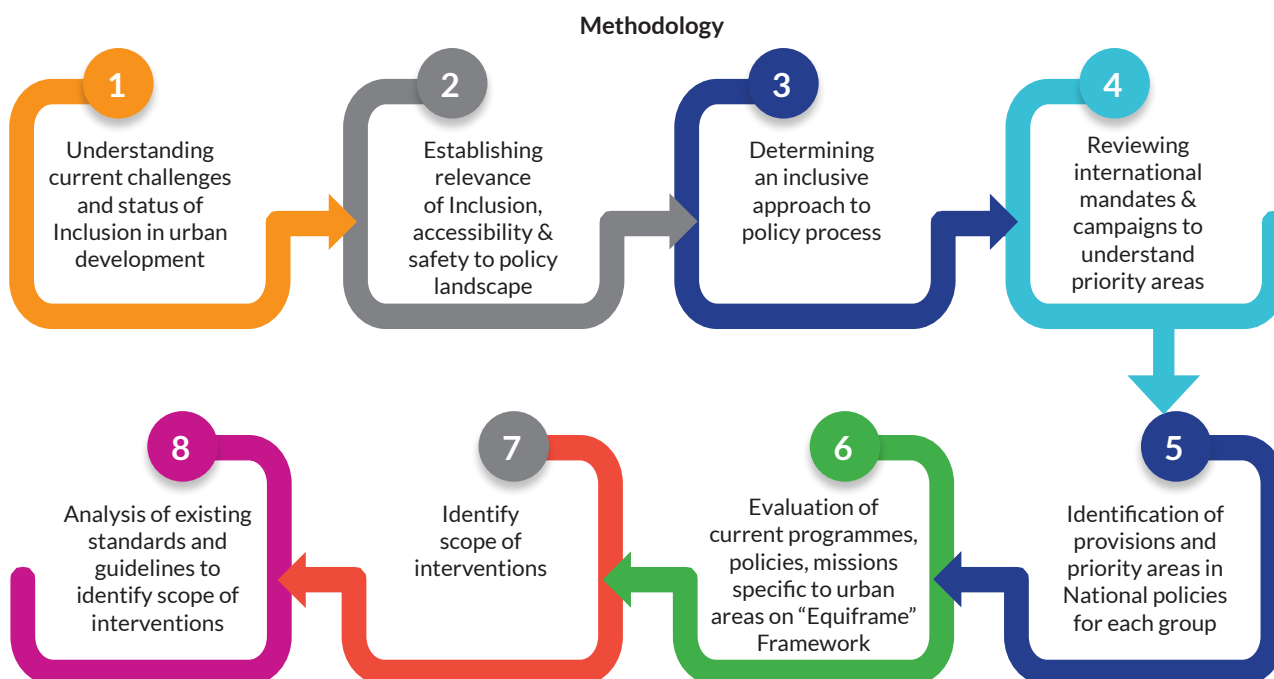 Methodology
1
Understanding
current challenges
and status of
Inclusion in urban
development
2
Establishing
relevance
of Inclusion,
accessibility &
safety to policy
landscape
3
Determining
an inclusive
approach to
policy process
4
Reviewing
international
mandates &
campaigns to
understand
priority areas
5
Identification of
provisions and
priority areas in
National policies
for each group
6
Evaluation of
current programmes,
policies, missions
specific to urban
areas on “Equiframe”
Framework
7
Identify
scope of
interventions
8
Analysis of existing
standards and
guidelines to
identify scope of
interventions